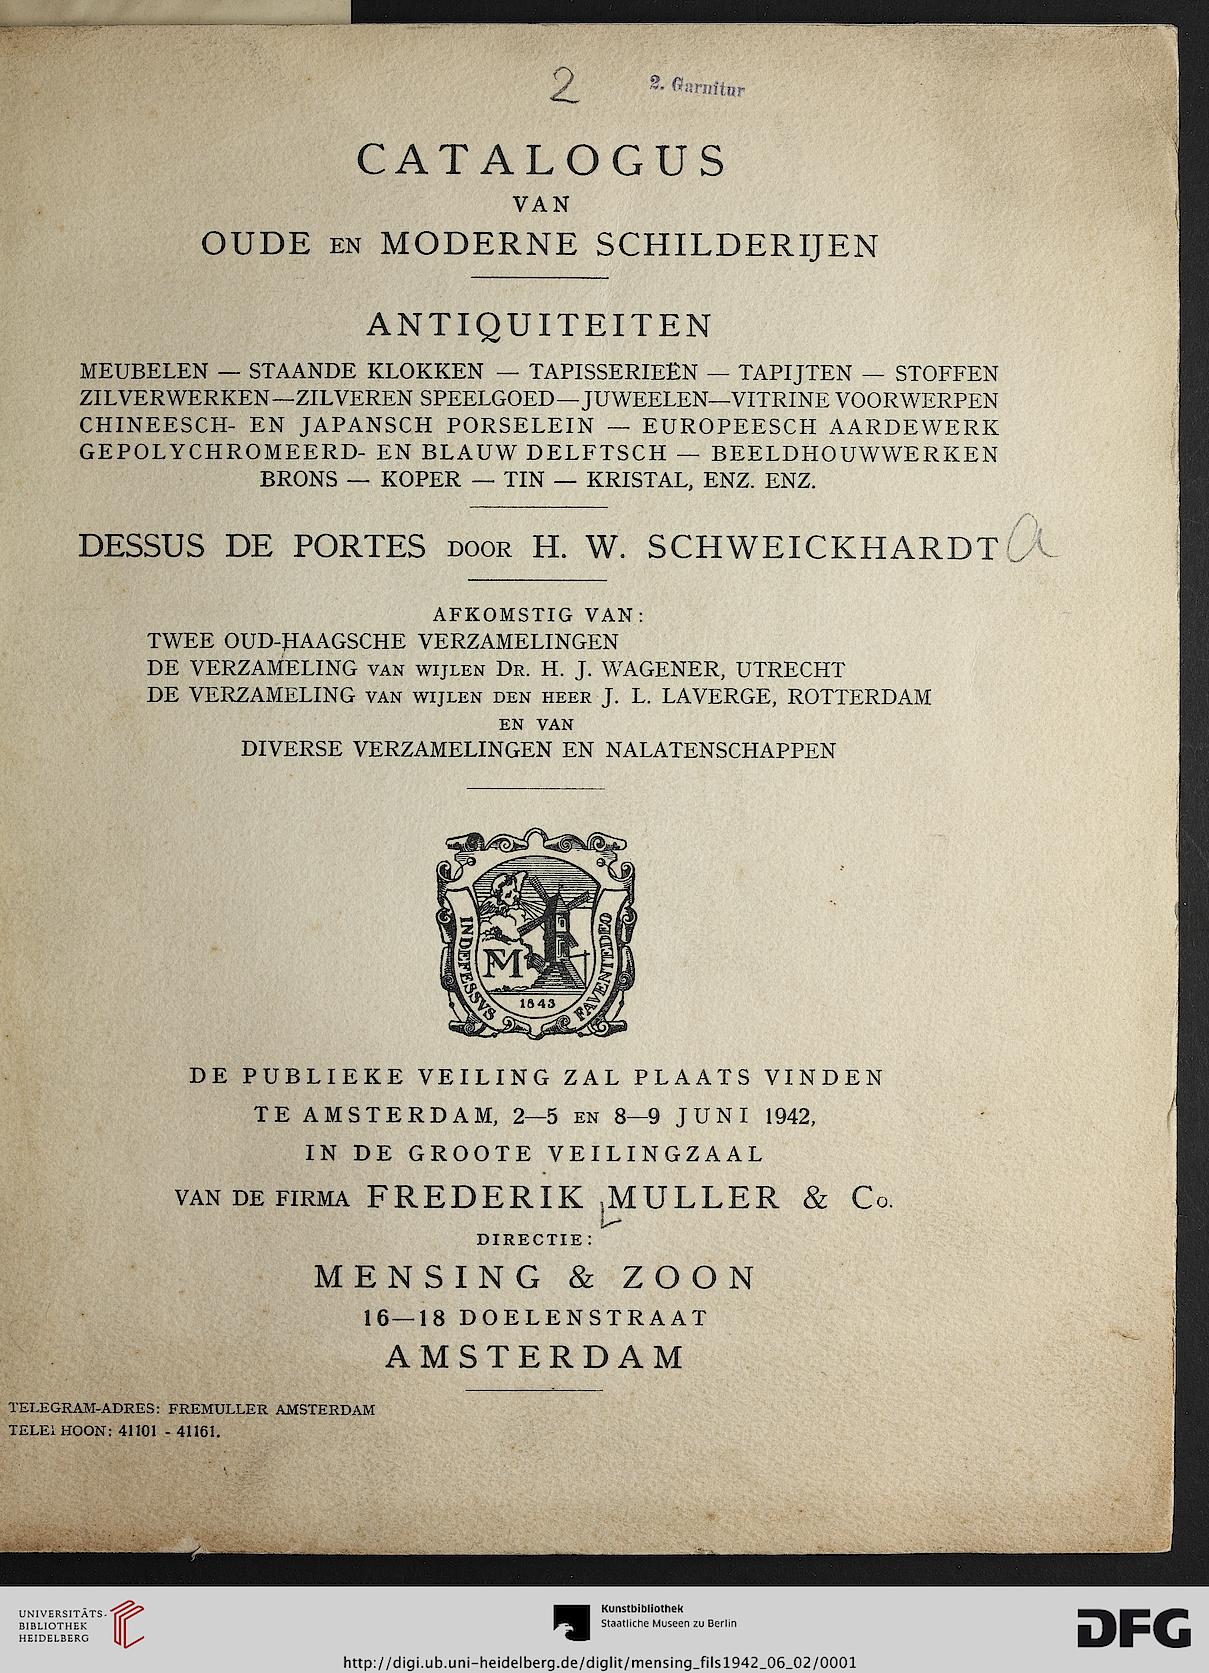 2
2. Garnitur
CATALOGUS
VAN
OUDE EN MODERNE SCHILDERIJEN
ANTIQUITEITEN
MEUBELEN — STAANDE KLOKKEN — TAPISSERIEËN — TAPIJTEN — STOFFEN
ZILVERWERKEN—ZILVEREN SPEELGOED—JUWEELEN—VITRINE VOORWERPEN
CHINEESCH- EN JAPANSCH PORSELEIN — EUROPEESCH AARDEWERK
GEPOLYCHROMEERD- EN BLAUW DELFTSCH — BEELDHOUWWERKEN
BRONS — KOPER — TIN — KRISTAL, ENZ. ENZ.
DESSUS DE PORTES DOOR H. W. SCHWEICKHARDT a
AFKOMSTIG VAN:
TWEE OUD-HAAGSCHE VERZAMELINGEN
DE VERZAMELING VAN WIJLEN DR. H. J. WAGENER, UTRECHT
DE VERZAMELING VAN WIJLEN DEN HEER J. L. LAVERGE, ROTTERDAM
EN VAN
DIVERSE VERZAMELINGEN EN NALATENSCHAPPEN
INDEFESSVS FAVENTEDEO
FM
1843
DE PUBLIEKE VEILING ZAL PLAATS VINDEN
TE AMSTERDAM, 2—5 EN 8—9 JUNI 1942,
IN DE GROOTE VEILINGZAAL
VAN DE FIRMA FREDERIK MULLER & Co.
DIRECTIE:
MENSING & ZOON
16—18 DOELENSTRAAT
AMSTERDAM
TELEGRAM-ADRES: FREMULLER AMSTERDAM
TELEFHOON: 41101 - 41161.
UNIVERSITÄTS-
BIBLIOTHEK
HEIDELBERG
Kunstbibliothek
Staatliche Museen zu Berlin
DFG
http://digi.ub.uni-heidelberg.de/diglit/mensing_fils1942_06_02/0001